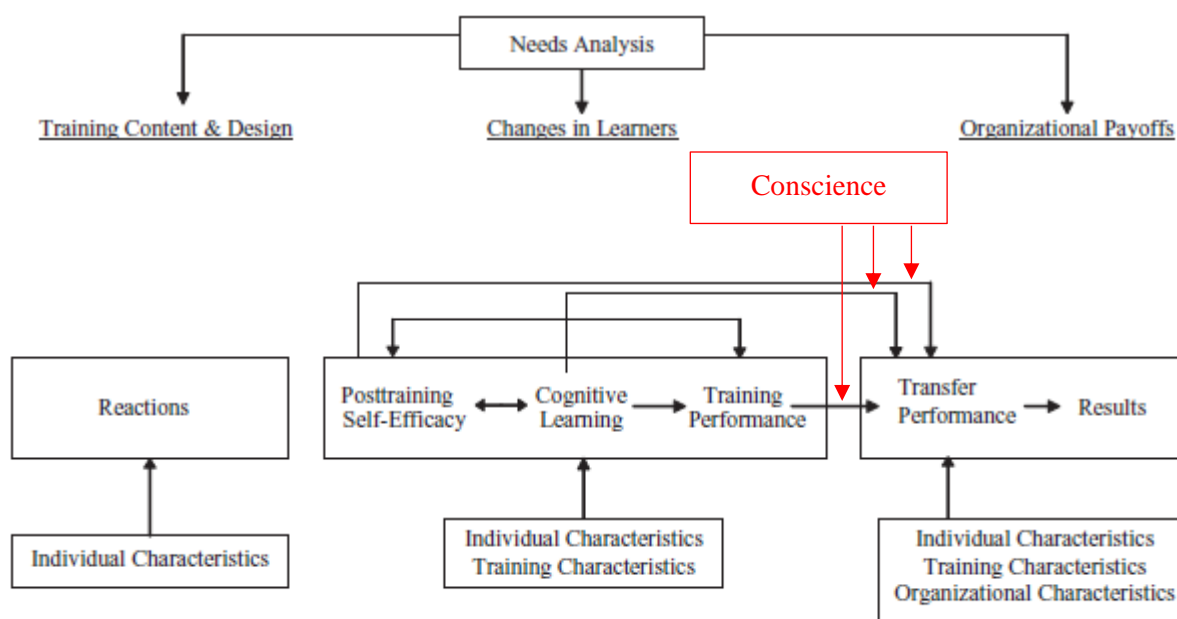 Needs Analysis
Training Content & Design
Changes in Learners
Organizational Payoffs
Conscience
Reactions
Posttraining
Self-Efficacy
Cognitive
Learning
Training
Performance
Transfer
Performance
Results
Individual Characteristics
Individual Characteristics
Training Characteristics
Individual Characteristics
Training Characteristics
Organizational Characteristics